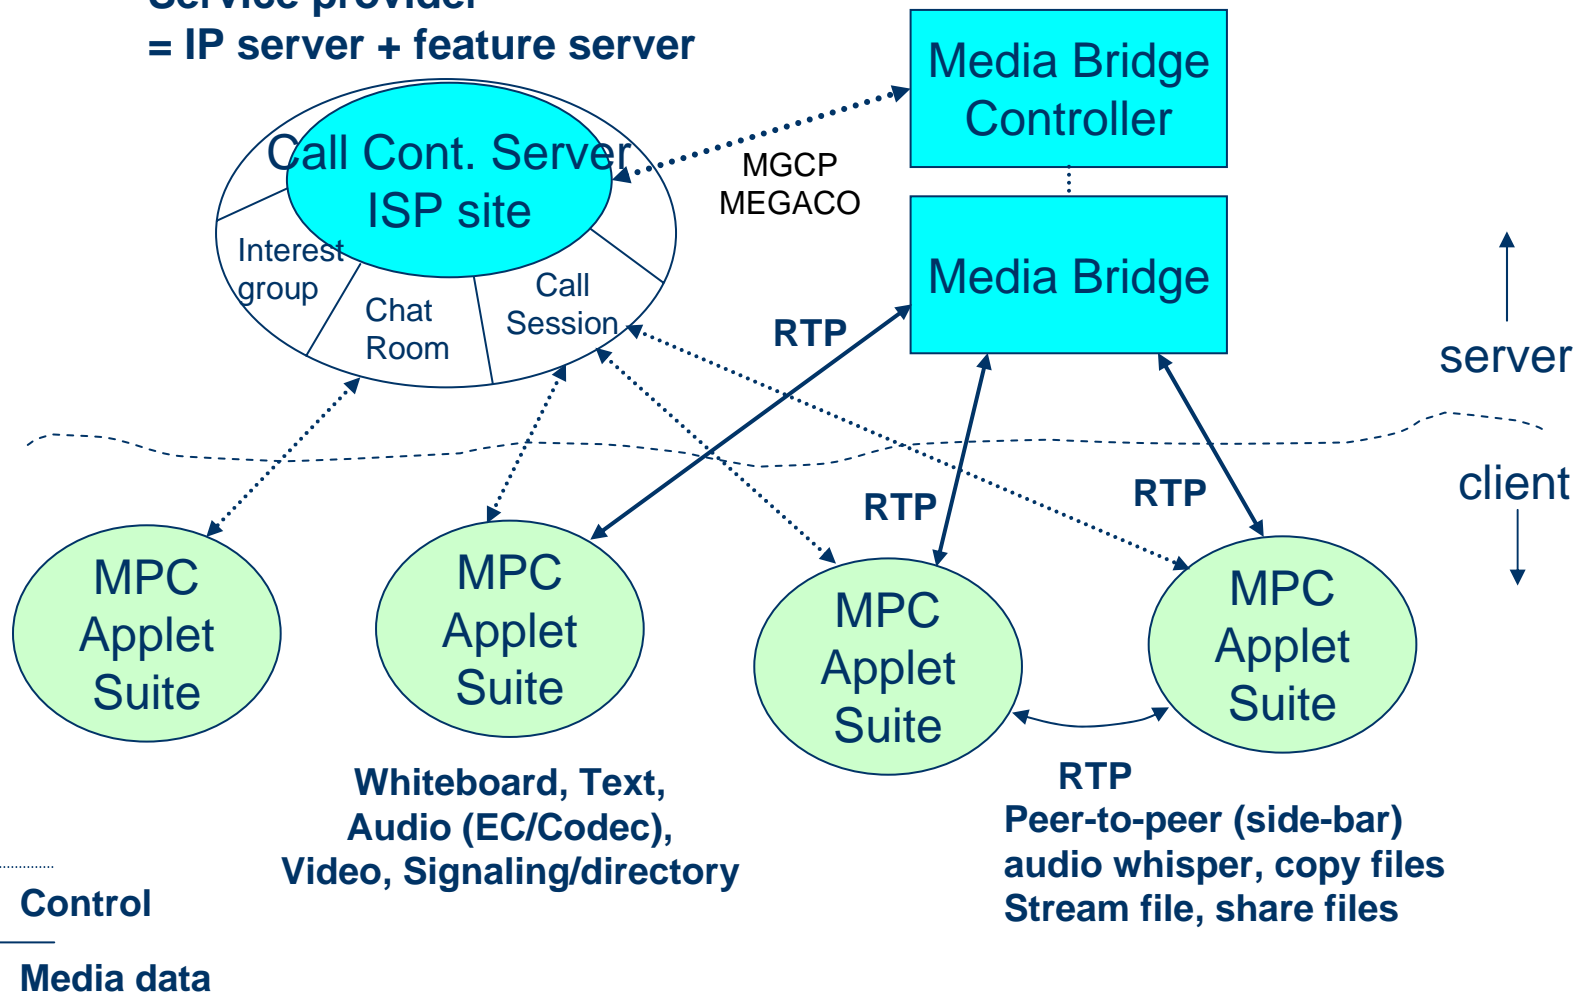 Service provider
= IP server + feature server
Media Bridge
Controller
Call Cont. Server
ISP site
MGCP
MEGACO
Interest
group
Chat
Room
Call
Session
Media Bridge
RTP
server
client
RTP
RTP
MPC
Applet
Suite
MPC
Applet
Suite
MPC
Applet
Suite
MPC
Applet
Suite
Whiteboard, Text,
Audio (EC/Codec),
Video, Signaling/directory
RTP
Peer-to-peer (side-bar)
audio whisper, copy files
Stream file, share files
Control
Media data